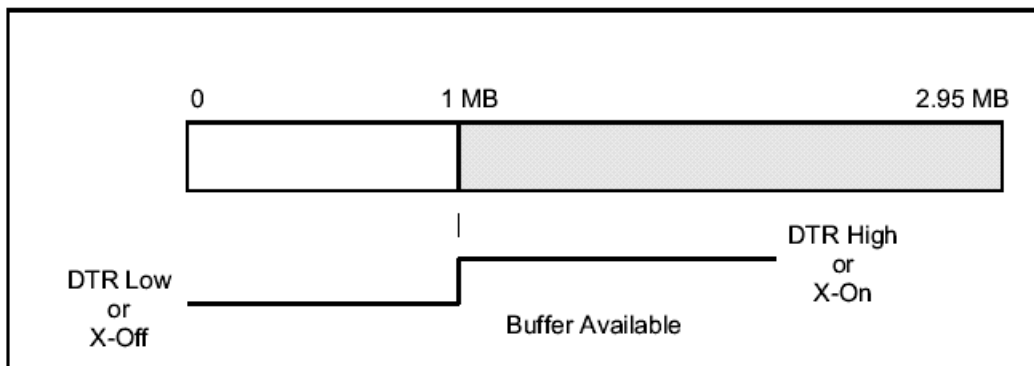 0 1 MB 2.95 MB
DTR High
or
X-On
DTR Low
or
X-Off
Buffer Available